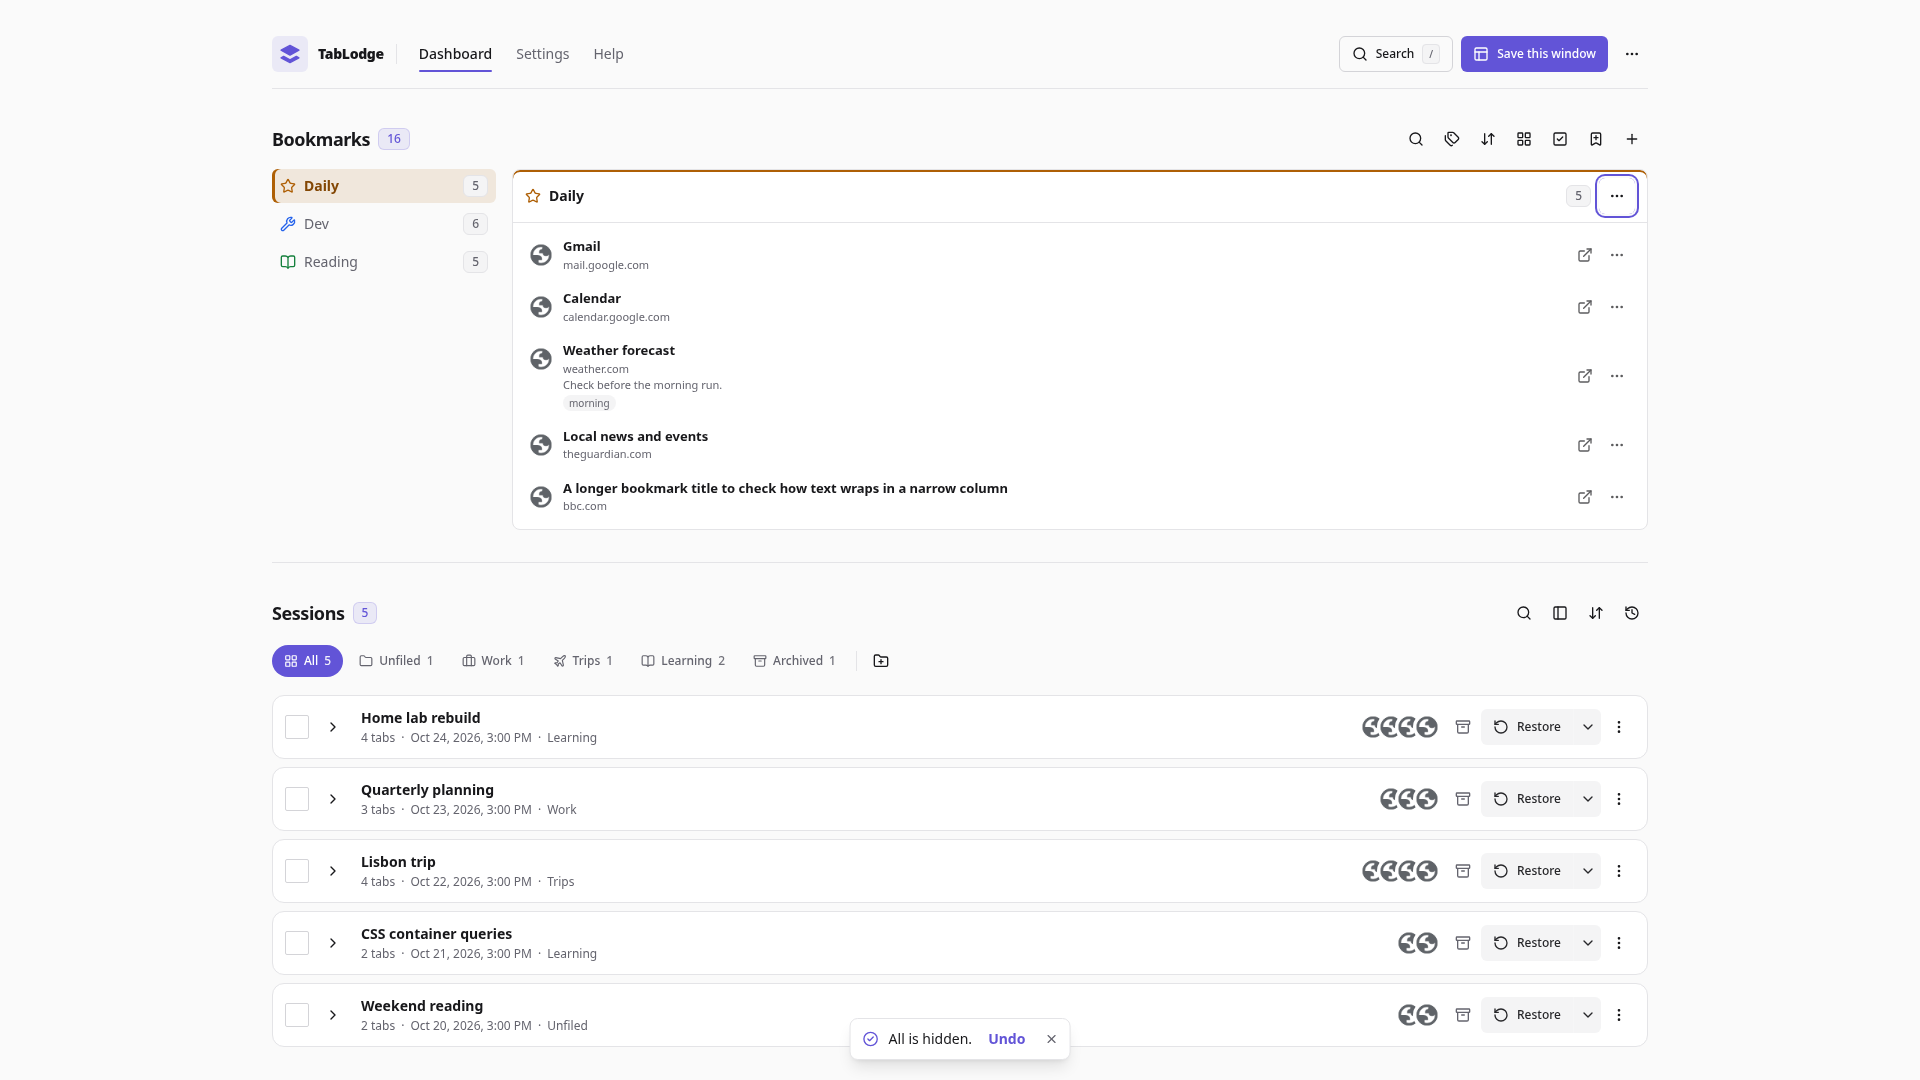 TabLodge
Dashboard
Settings
Help
Search /
Save this window
Bookmarks 16
Daily 5
Dev 6
Reading 5
Daily 5
Gmail
mail.google.com
Calendar
calendar.google.com
Weather forecast
weather.com
Check before the morning run.
morning
Local news and events
theguardian.com
A longer bookmark title to check how text wraps in a narrow column
bbc.com
Sessions 5
All 5
Unfiled 1
Work 1
Trips 1
Learning 2
Archived 1
Home lab rebuild
4 tabs · Oct 24, 2026, 3:00 PM · Learning
Restore
Quarterly planning
3 tabs · Oct 23, 2026, 3:00 PM · Work
Restore
Lisbon trip
4 tabs · Oct 22, 2026, 3:00 PM · Trips
Restore
CSS container queries
2 tabs · Oct 21, 2026, 3:00 PM · Learning
Restore
Weekend reading
2 tabs · Oct 20, 2026, 3:00 PM · Unfiled
Restore
All is hidden. Undo